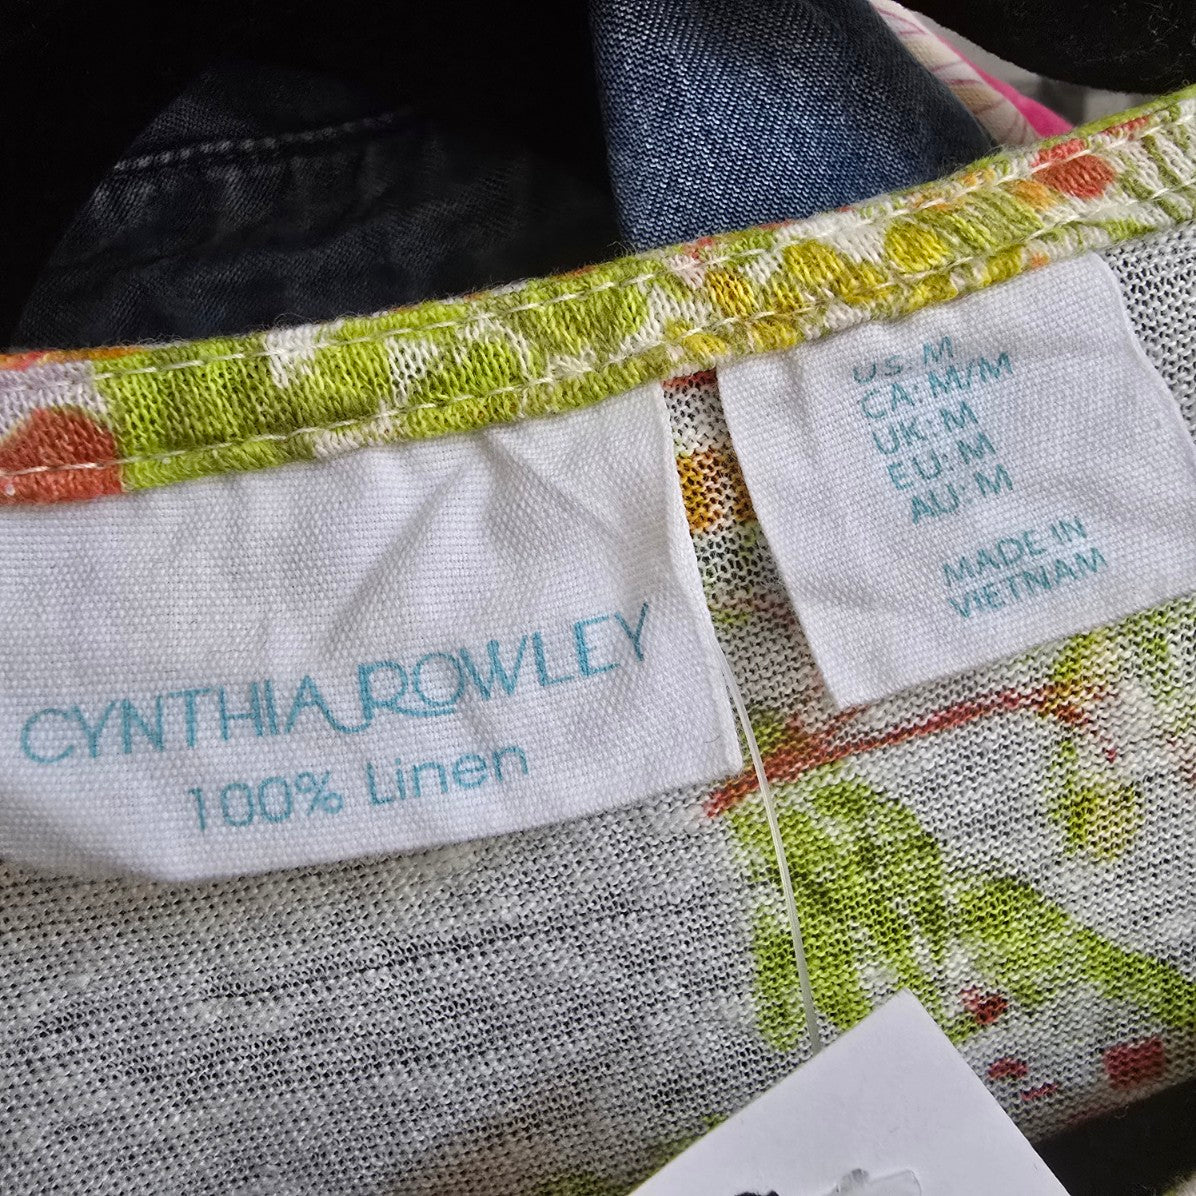 CYNTHIA ROWLEY
100% Linen
US: M
CA: M/M
UK: M
EU: M
AU: M
MADE IN
VIETNAM